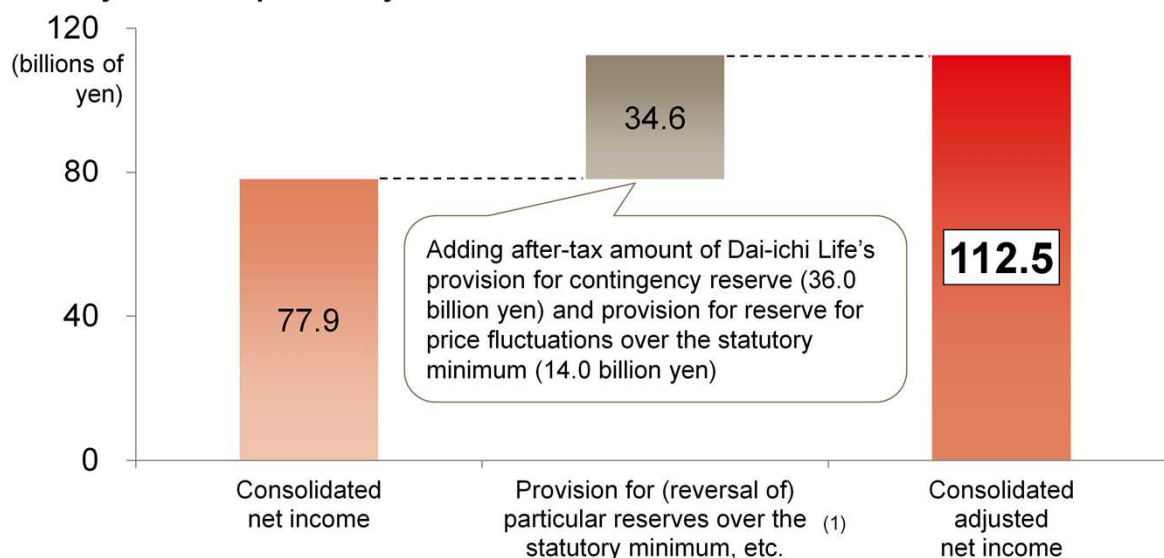 120
(billions of
yen)
80
40
0
34.6
77.9
112.5
Adding after-tax amount of Dai-ichi Life’s
provision for contingency reserve (36.0
billion yen) and provision for reserve for
price fluctuations over the statutory
minimum (14.0 billion yen)
Consolidated
net income
Provision for (reversal of)
particular reserves over the (1)
statutory minimum, etc.
Consolidated
adjusted
net income